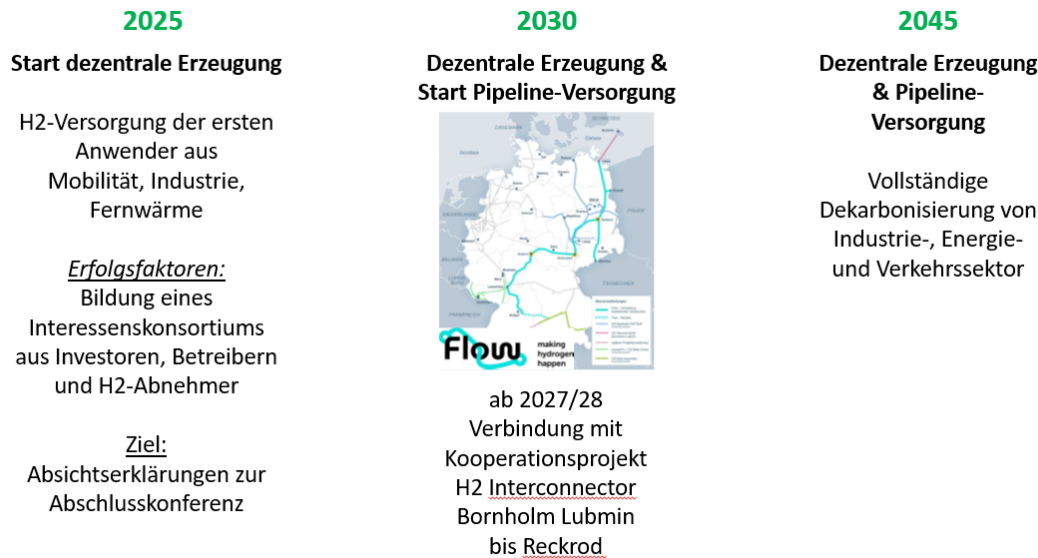 2025
Start dezentrale Erzeugung
H2-Versorgung der ersten
Anwender aus
Mobilität, Industrie,
Fernwärme
Erfolgsfaktoren:
Bildung eines
Interessenskonsortiums
aus Investoren, Betreibern
und H2-Abnehmer
Ziel:
Absichtserklärungen zur
Abschlusskonferenz
2030
Dezentrale Erzeugung &
Start Pipeline-Versorgung
Flow
making
hydrogen
happen
ab 2027/28
Verbindung mit
Kooperationsprojekt
H2 Interconnector
Bornholm Lubmin
bis Reckrod
2045
Dezentrale Erzeugung
& Pipeline-
Versorgung
Vollständige
Dekarbonisierung von
Industrie-, Energie-
und Verkehrssektor